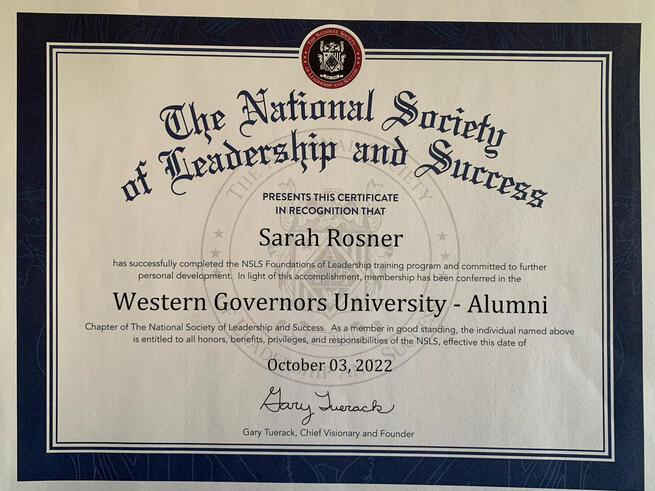 The National Society
of Leadership and Success
PRESENTS THIS CERTIFICATE
IN RECOGNITION THAT
Sarah Rosner
has successfully completed the NSLS Foundations of Leadership training program and committed to further
personal development. In light of this accomplishment, membership has been conferred in the
Western Governors University - Alumni
Chapter of The National Society of Leadership and Success. As a member in good standing, the individual named above
is entitled to all honors, benefits, privileges, and responsibilities of the NSLS, effective this date of
October 03, 2022
Gary Tuerack
Gary Tuerack, Chief Visionary and Founder